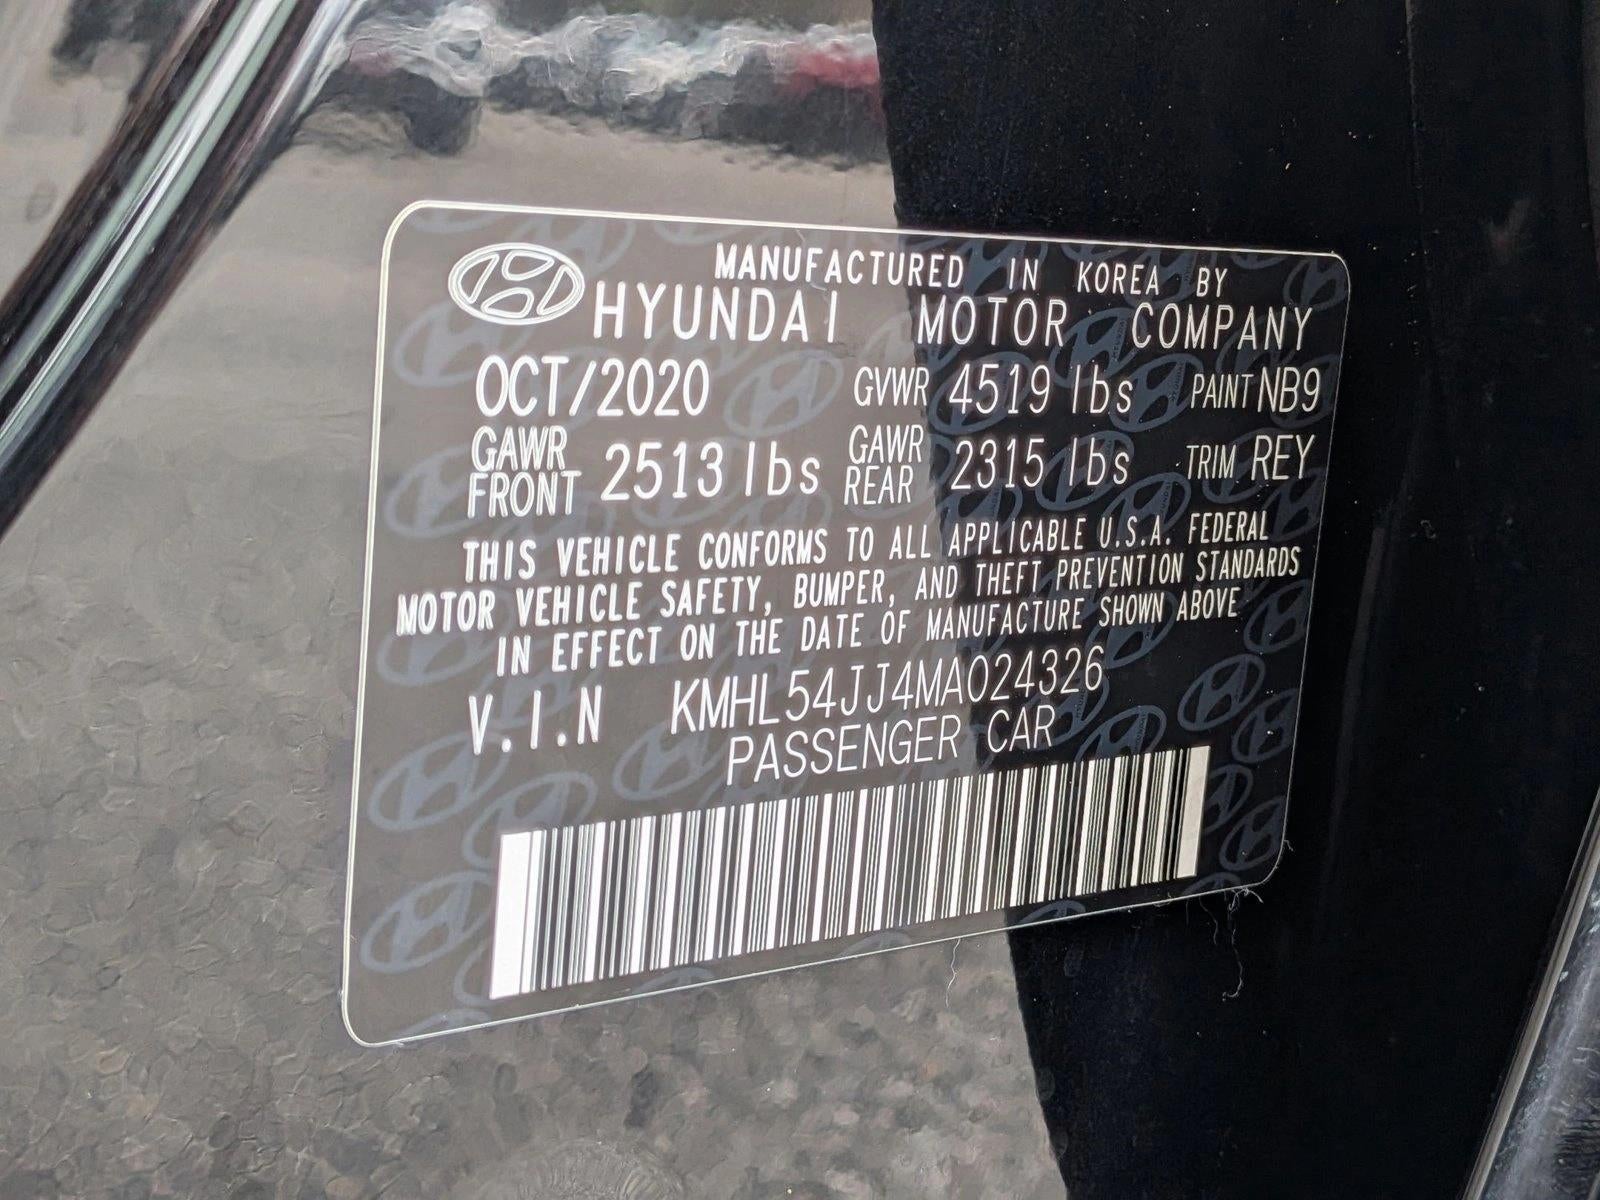 MANUFACTURED IN KOREA BY
HYUNDAI MOTOR COMPANY
OCT/2020 GVWR 4519 lbs PAINT NB9
GAWR FRONT 2513 lbs GAWR REAR 2315 lbs TRIM REY
THIS VEHICLE CONFORMS TO ALL APPLICABLE U.S.A. FEDERAL
MOTOR VEHICLE SAFETY, BUMPER, AND THEFT PREVENTION STANDARDS
IN EFFECT ON THE DATE OF MANUFACTURE SHOWN ABOVE
V.I.N KMHL54JJ4MA024326
PASSENGER CAR